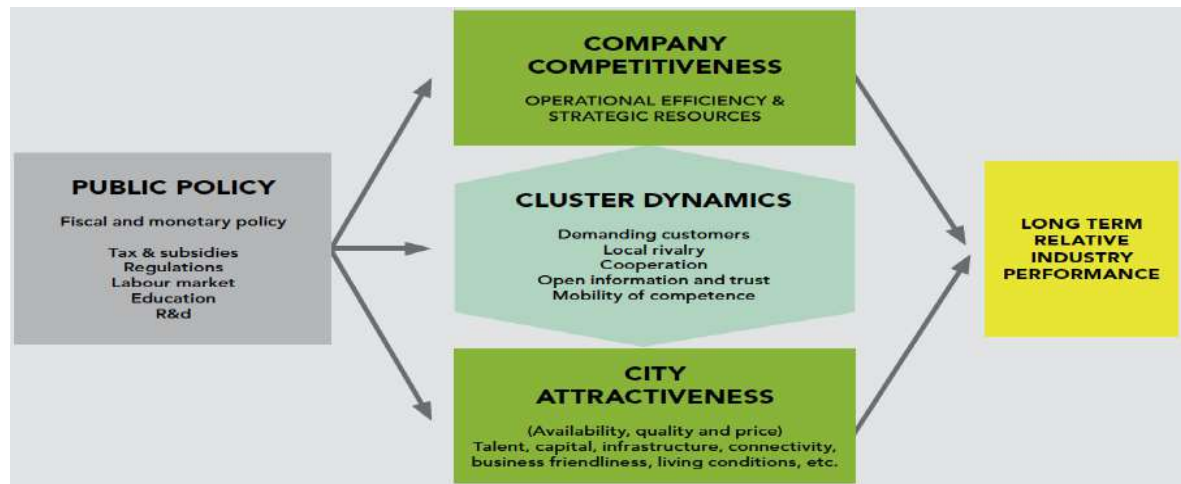 PUBLIC POLICY
Fiscal and monetary policy
Tax & subsidies
Regulations
Labour market
Education
R&d
COMPANY
COMPETITIVENESS
OPERATIONAL EFFICIENCY &
STRATEGIC RESOURCES
CLUSTER DYNAMICS
Demanding customers
Local rivalry
Cooperation
Open information and trust
Mobility of competence
CITY
ATTRACTIVENESS
(Availability, quality and price)
Talent, capital, infrastructure, connectivity,
business friendliness, living conditions, etc.
LONG TERM
RELATIVE
INDUSTRY
PERFORMANCE